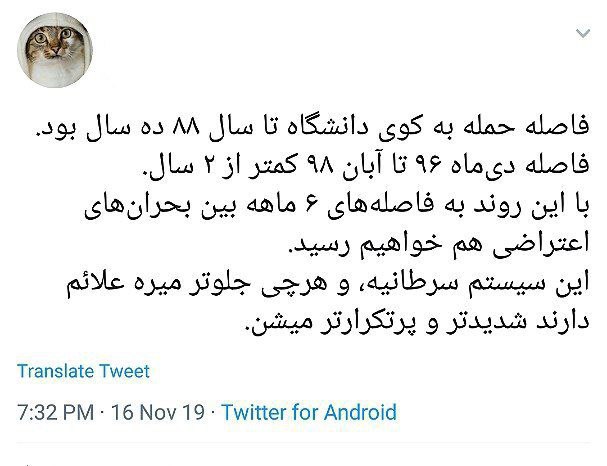 فاصله حمله به کوی دانشگاه تا سال ۸۸ ده سال بود.
فاصله دی‌ماه ۹۶ تا آبان ۹۸ کمتر از ۲ سال.
با این روند به فاصله‌های ۶ ماهه بین بحران‌های
اعتراضی هم خواهیم رسید.
این سیستم سرطانیه، و هرچی جلوتر میره علائم
دارند شدیدتر و پرتکرارتر میشن.
Translate Tweet
7:32 PM · 16 Nov 19 · Twitter for Android